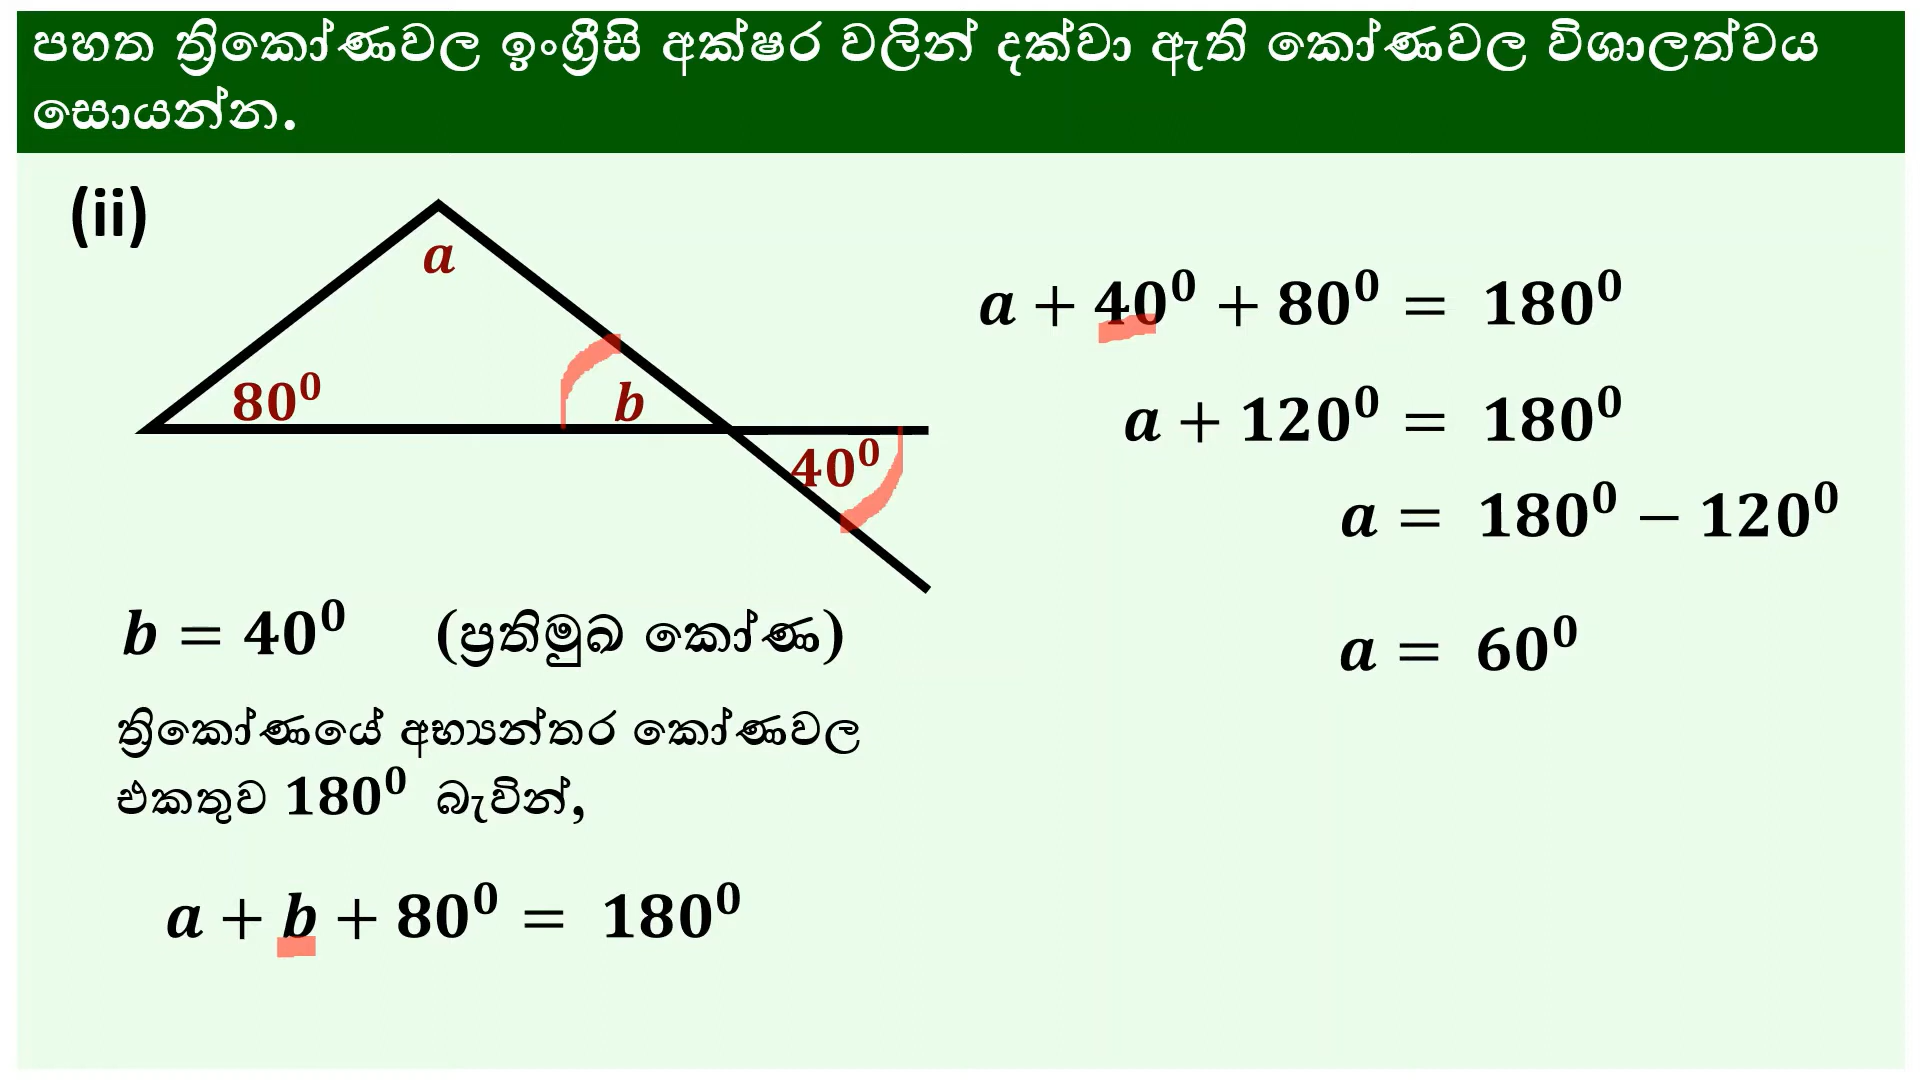 පහත ත්‍රිකෝණවල ඉංග්‍රීසි අක්ෂර වලින් දක්වා ඇති කෝණවල විශාලත්වය
සොයන්න.
(ii)
a
80⁰
b
40⁰
b = 40⁰ (ප්‍රතිමුඛ කෝණ)
ත්‍රිකෝණයේ අභ්‍යන්තර කෝණවල
එකතුව 180⁰ බැවින්,
a + b + 80⁰ = 180⁰
a + 40⁰ + 80⁰ = 180⁰
a + 120⁰ = 180⁰
a = 180⁰ − 120⁰
a = 60⁰